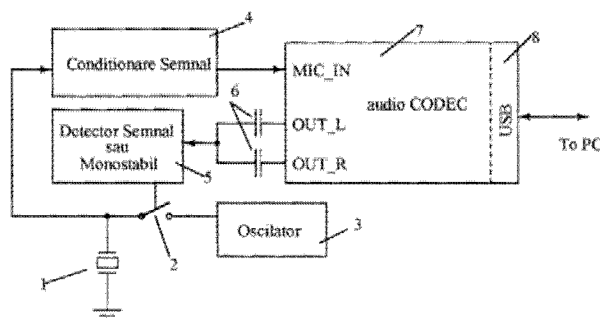 4
7
8
Conditionare Semnal
MIC_IN
6
audio CODEC
Detector Semnal
sau
Monostabil
OUT_L
USB
To PC
OUT_R
5
1
2
Oscilator
3